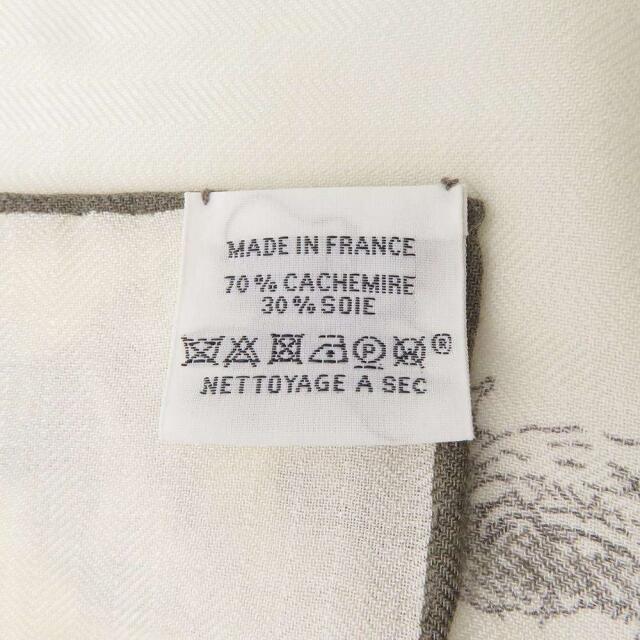 MADE IN FRANCE
70 % CACHEMIRE
30 % SOIE
P ®
NETTOYAGE A SEC